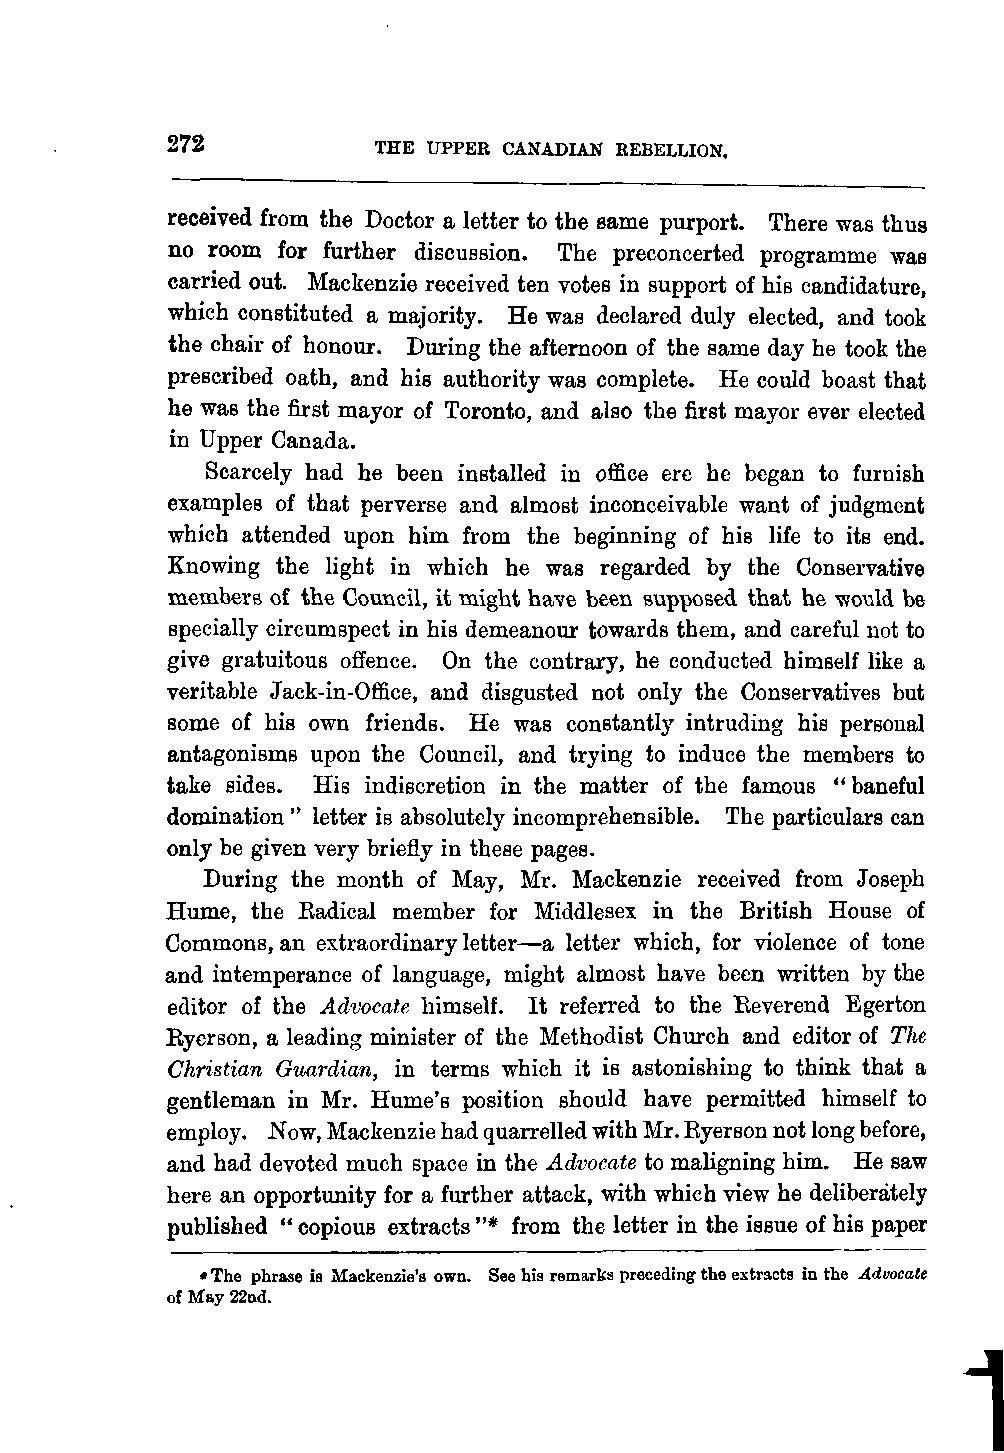 272 THE UPPER CANADIAN REBELLION.
received from the Doctor a letter to the same purport. There was thus
no room for further discussion. The preconcerted programme was
carried out. Mackenzie received ten votes in support of his candidature,
which constituted a majority. He was declared duly elected, and took
the chair of honour. During the afternoon of the same day he took the
prescribed oath, and his authority was complete. He could boast that
he was the first mayor of Toronto, and also the first mayor ever elected
in Upper Canada.
Scarcely had he been installed in office ere he began to furnish
examples of that perverse and almost inconceivable want of judgment
which attended upon him from the beginning of his life to its end.
Knowing the light in which he was regarded by the Conservative
members of the Council, it might have been supposed that he would be
specially circumspect in his demeanour towards them, and careful not to
give gratuitous offence. On the contrary, he conducted himself like a
veritable Jack-in-Office, and disgusted not only the Conservatives but
some of his own friends. He was constantly intruding his personal
antagonisms upon the Council, and trying to induce the members to
take sides. His indiscretion in the matter of the famous “baneful
domination” letter is absolutely incomprehensible. The particulars can
only be given very briefly in these pages.
During the month of May, Mr. Mackenzie received from Joseph
Hume, the Radical member for Middlesex in the British House of
Commons, an extraordinary letter—a letter which, for violence of tone
and intemperance of language, might almost have been written by the
editor of the Advocate himself. It referred to the Reverend Egerton
Ryerson, a leading minister of the Methodist Church and editor of The
Christian Guardian, in terms which it is astonishing to think that a
gentleman in Mr. Hume's position should have permitted himself to
employ. Now, Mackenzie had quarrelled with Mr. Ryerson not long before,
and had devoted much space in the Advocate to maligning him. He saw
here an opportunity for a further attack, with which view he deliberately
published “copious extracts”* from the letter in the issue of his paper
*The phrase is Mackenzie's own. See his remarks preceding the extracts in the Advocate
of May 22nd.